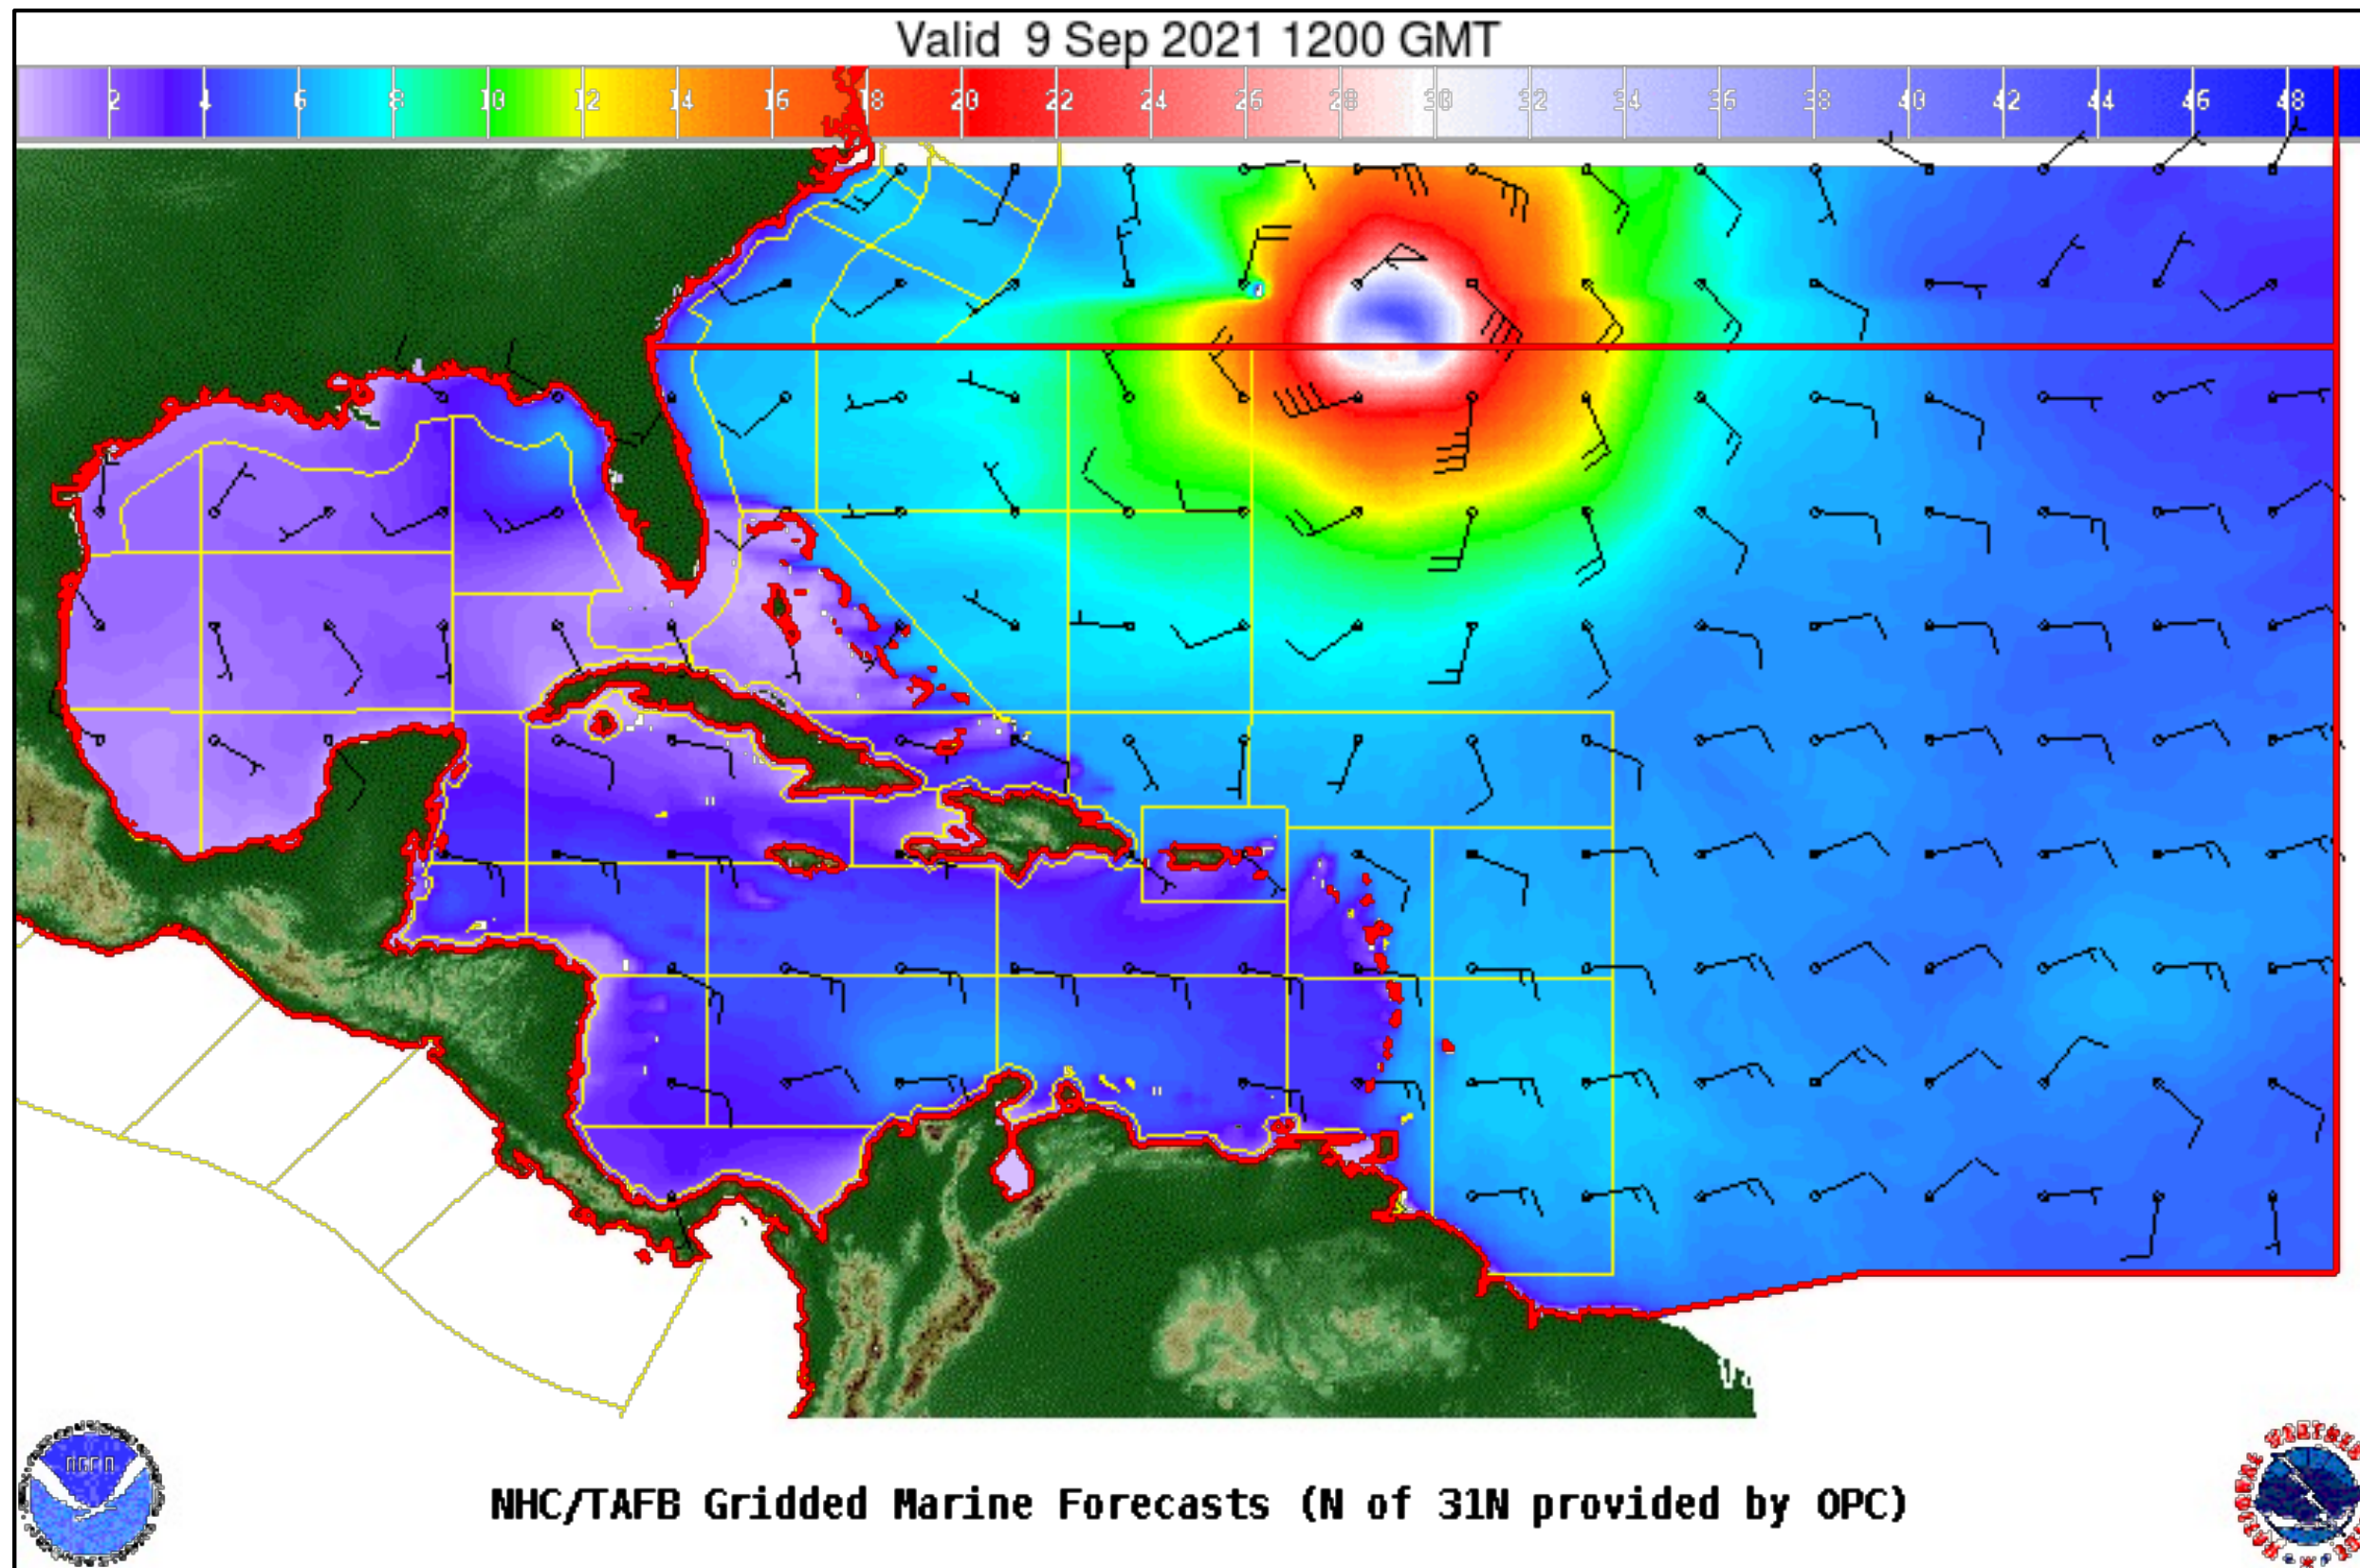 Valid 9 Sep 2021 1200 GMT
2 4 6 8 10 12 14 16 18 20 22 24 26 28 30 32 34 36 38 40 42 44 46 48
NHC/TAFB Gridded Marine Forecasts (N of 31N provided by OPC)